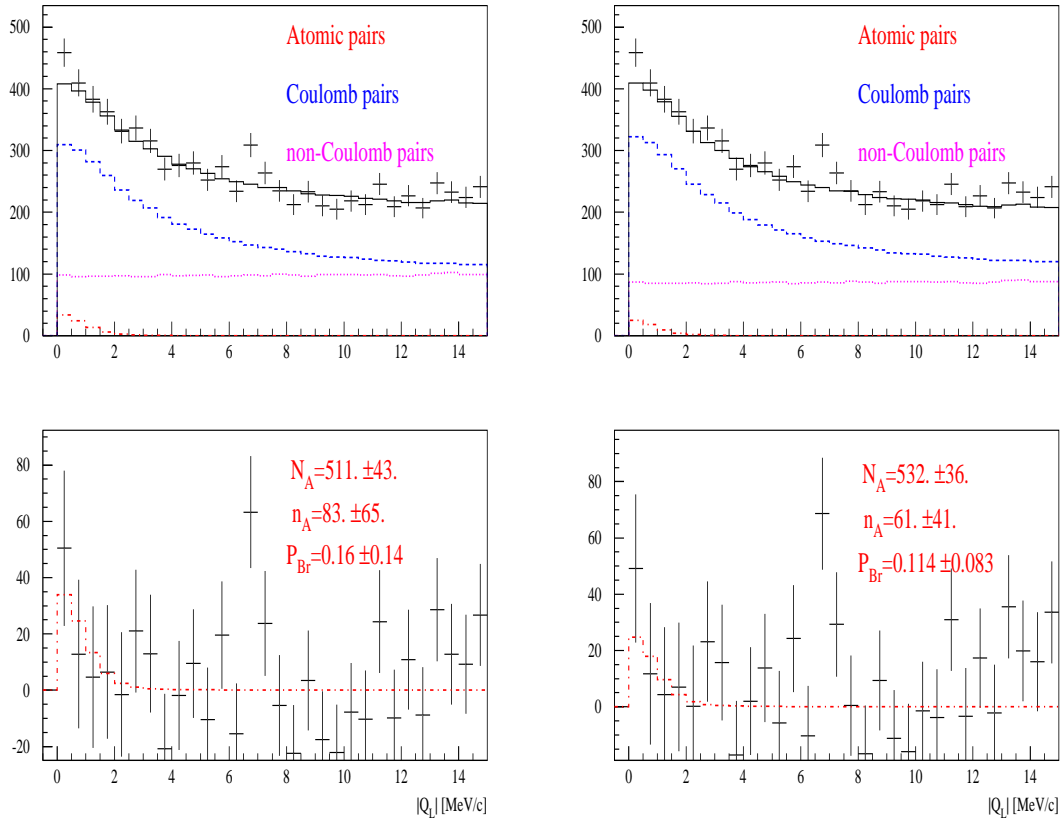 500
400
300
200
100
0
Atomic pairs
Coulomb pairs
non-Coulomb pairs
0 2 4 6 8 10 12 14
500
400
300
200
100
0
Atomic pairs
Coulomb pairs
non-Coulomb pairs
0 2 4 6 8 10 12 14
80
60
40
20
0
-20
N_A=511. ±43.
n_A=83. ±65.
P_Br=0.16 ±0.14
0 2 4 6 8 10 12 14
|Q_L| [MeV/c]
80
60
40
20
0
N_A=532. ±36.
n_A=61. ±41.
P_Br=0.114 ±0.083
0 2 4 6 8 10 12 14
|Q_L| [MeV/c]